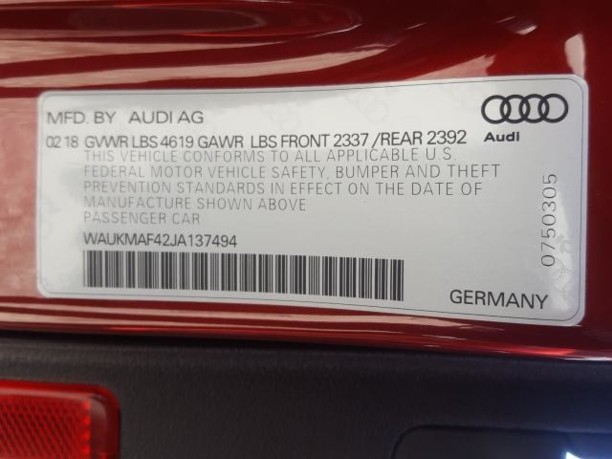 MFD. BY AUDI AG
Audi
02 18 GVWR LBS 4619 GAWR LBS FRONT 2337 /REAR 2392
THIS VEHICLE CONFORMS TO ALL APPLICABLE U.S.
FEDERAL MOTOR VEHICLE SAFETY, BUMPER AND THEFT
PREVENTION STANDARDS IN EFFECT ON THE DATE OF
MANUFACTURE SHOWN ABOVE
PASSENGER CAR
WAUKMAF42JA137494
0750305
GERMANY